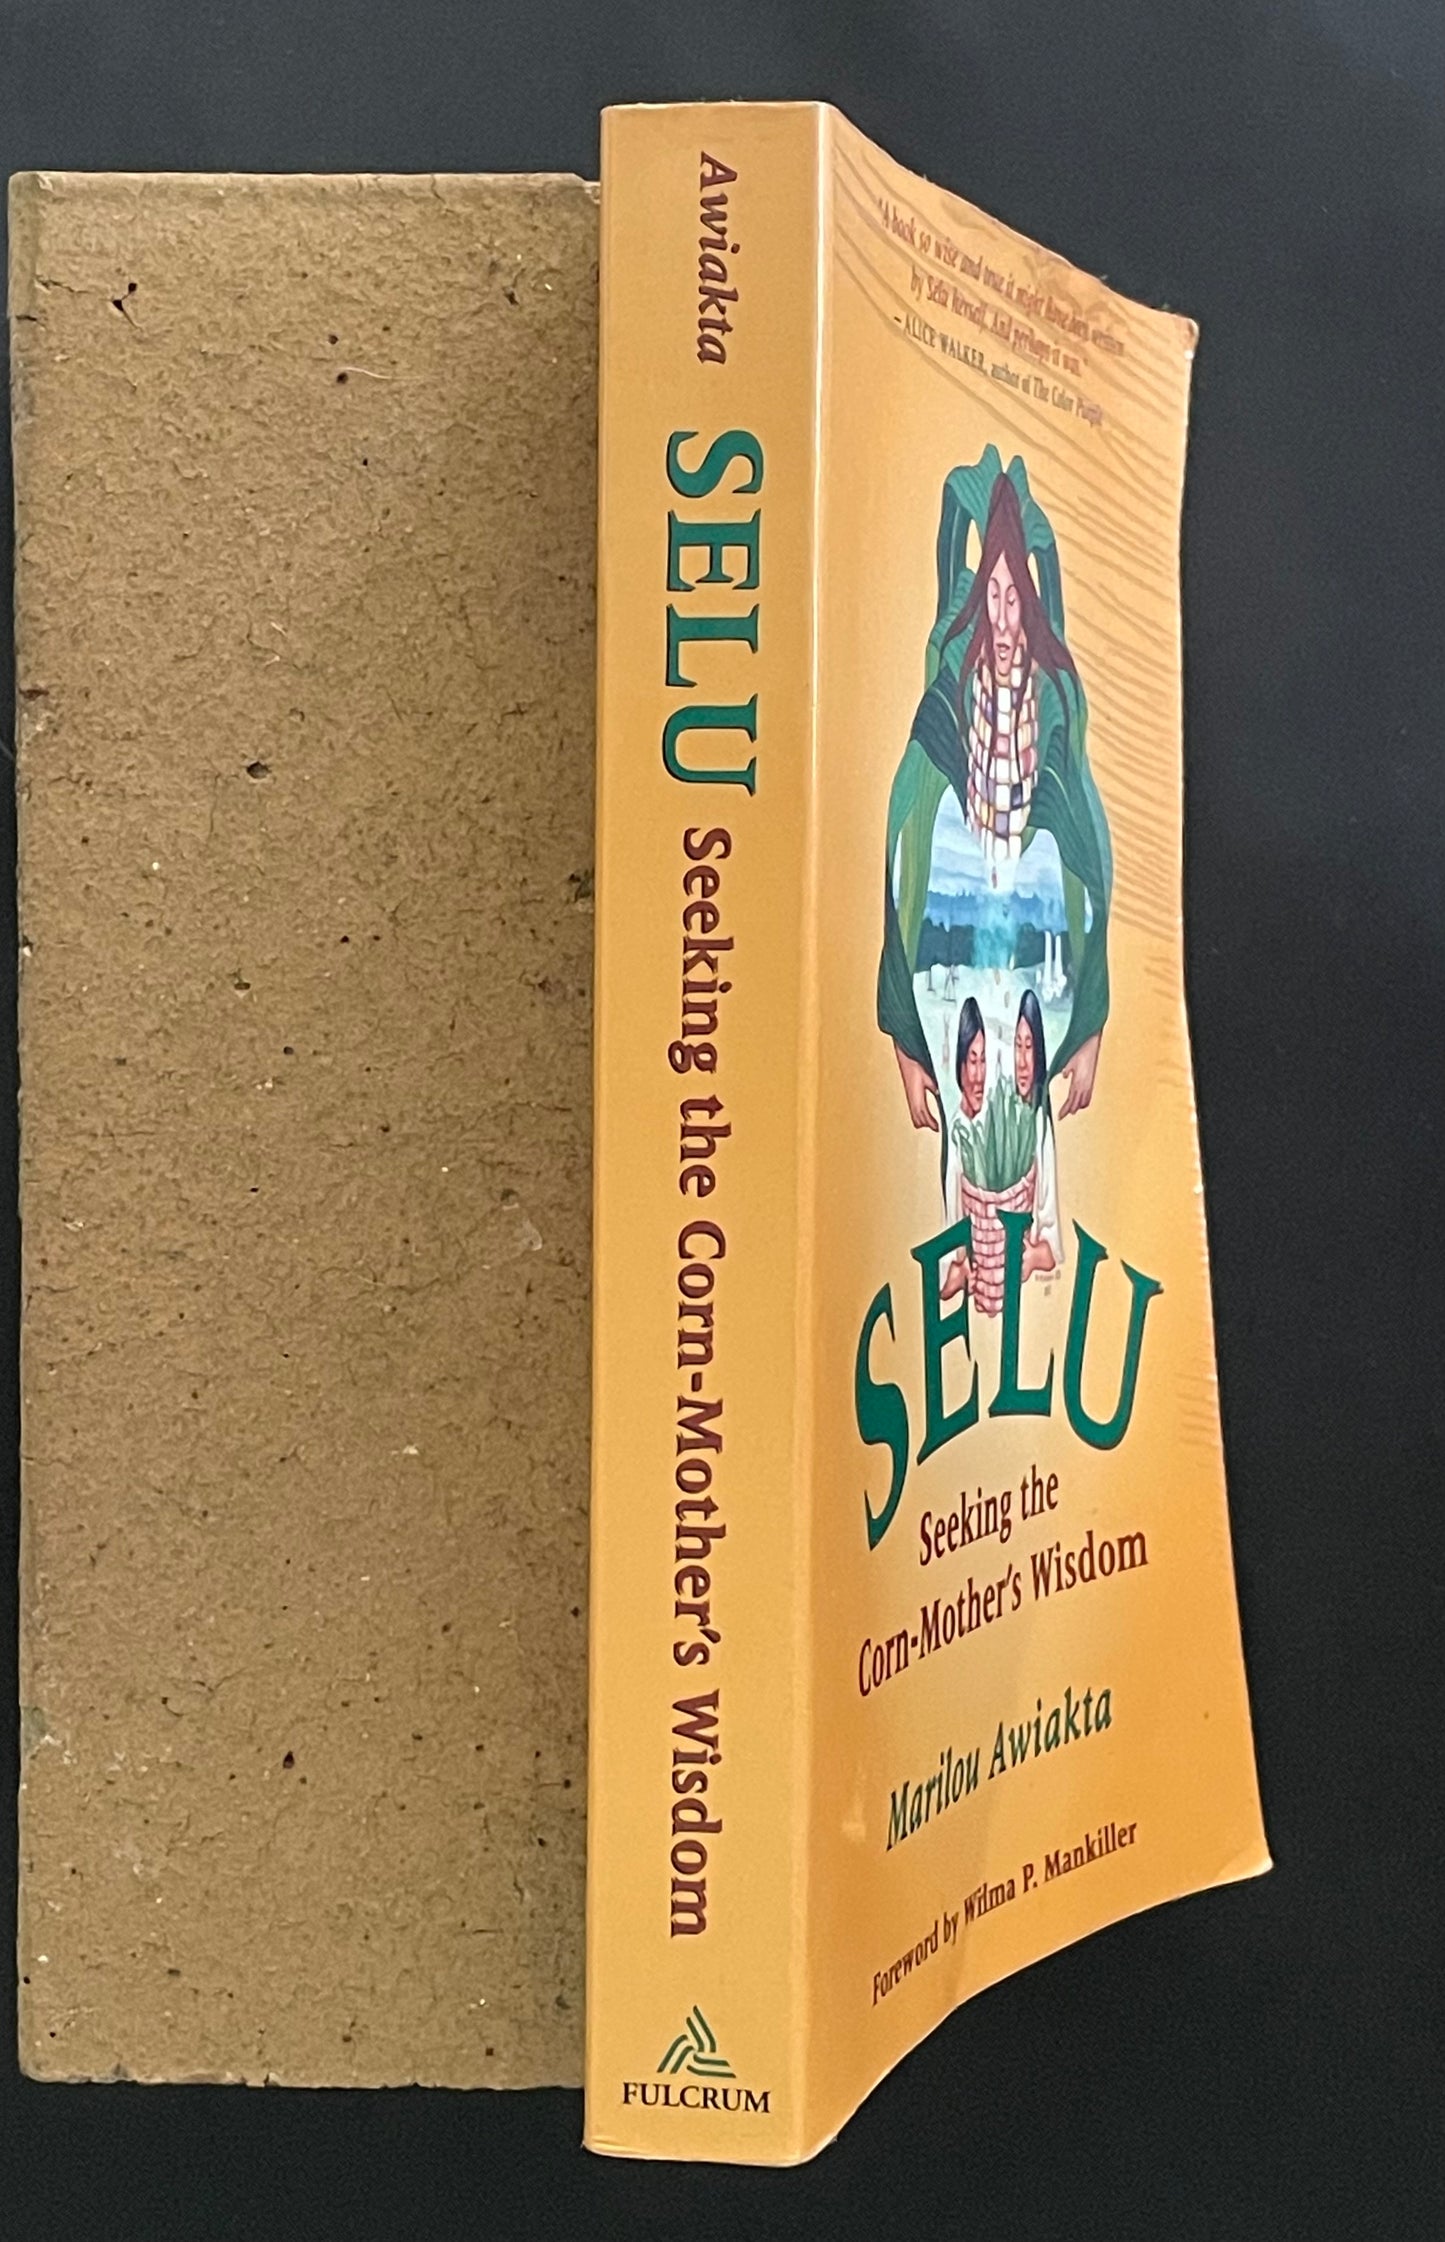 Awiakta SELU Seeking the Corn-Mother's Wisdom
FULCRUM
"A book so wise and true it might have been written
by Selu herself. And perhaps it was."
—ALICE WALKER, author of The Color Purple
SELU
Seeking the
Corn-Mother's Wisdom
Marilou Awiakta
Foreword by Wilma P. Mankiller